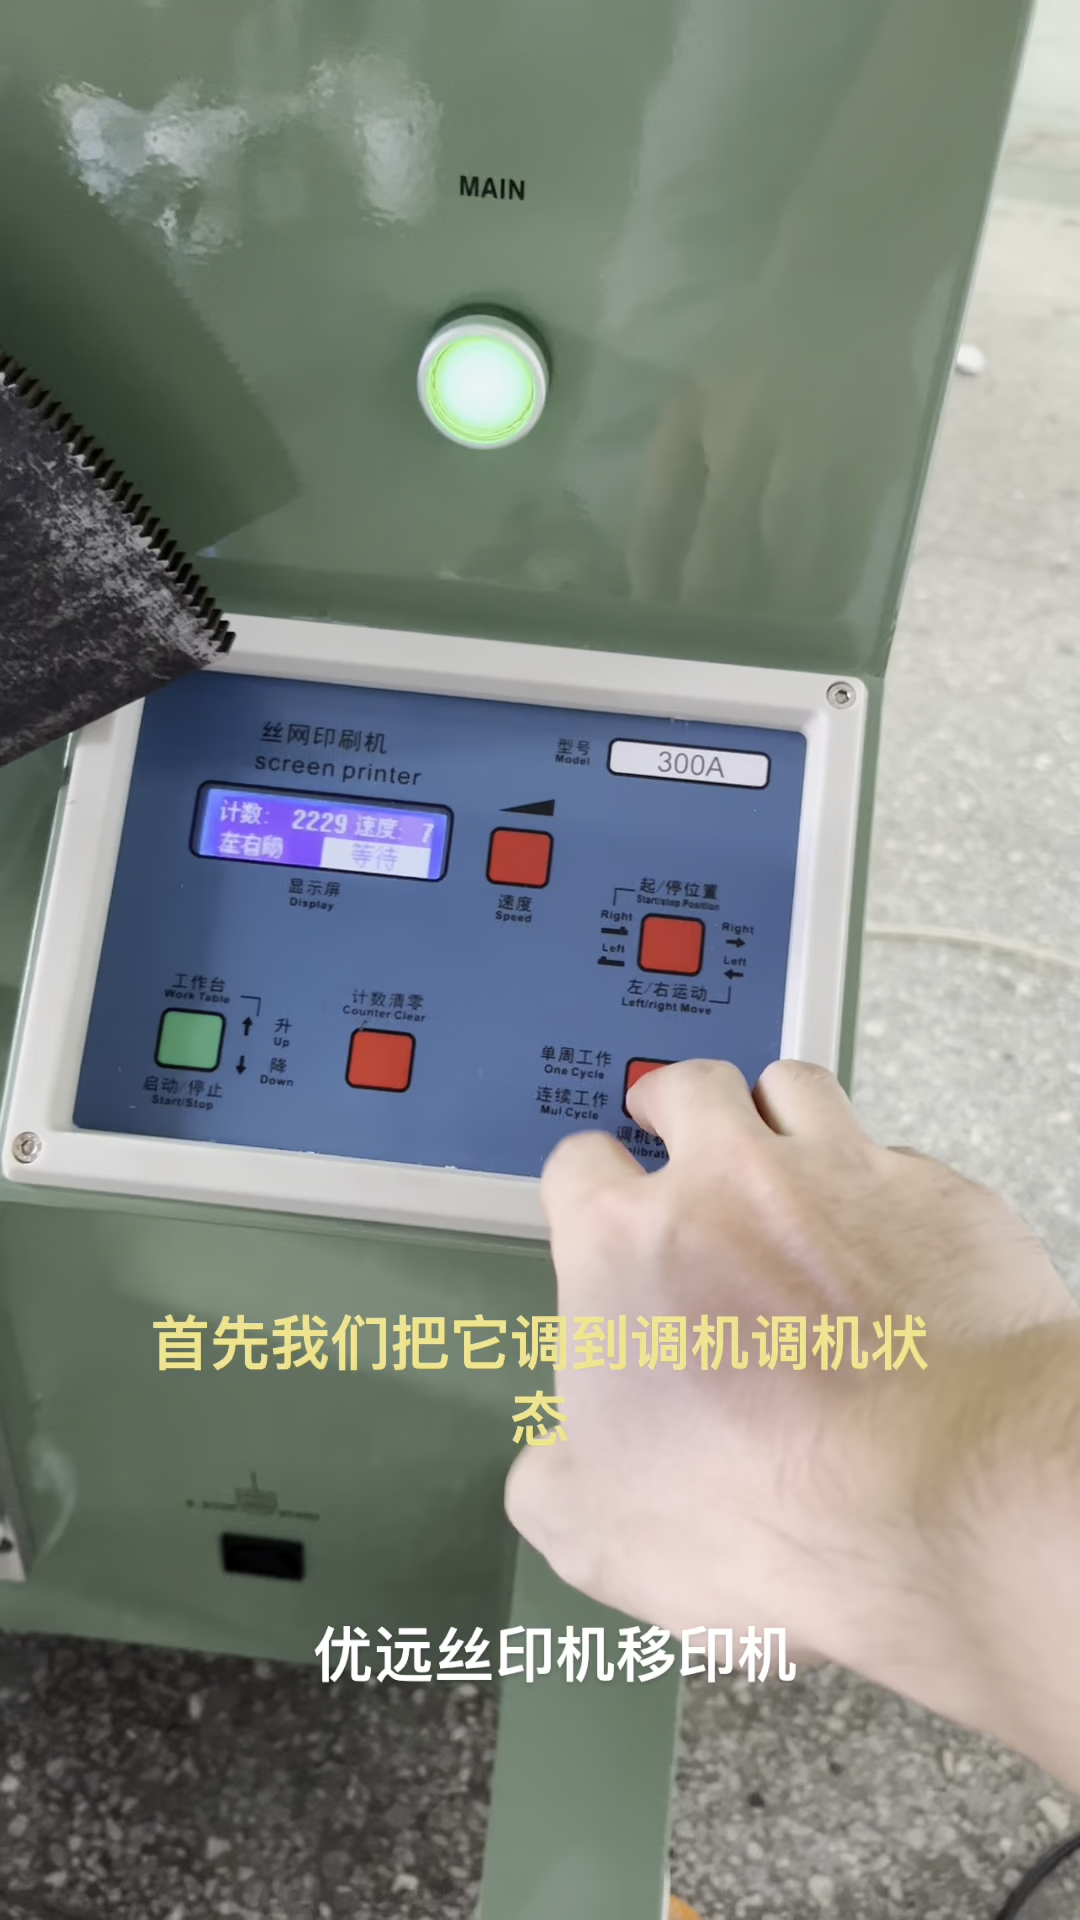 MAIN
丝网印刷机
screen printer
型号
Model
300A
计数: 2229 速度: 7
等待
显示屏
Display
速度
Speed
起/停位置
Start/stop Position
Right
Left
Right
Left
左/右运动
Left/right Move
工作台
Work Table
升
Up
降
Down
启动/停止
Start/Stop
计数清零
Counter Clear
单周工作
One Cycle
连续工作
Mul Cycle
调机
首先我们把它调到调机调机状
态
优远丝印机移印机